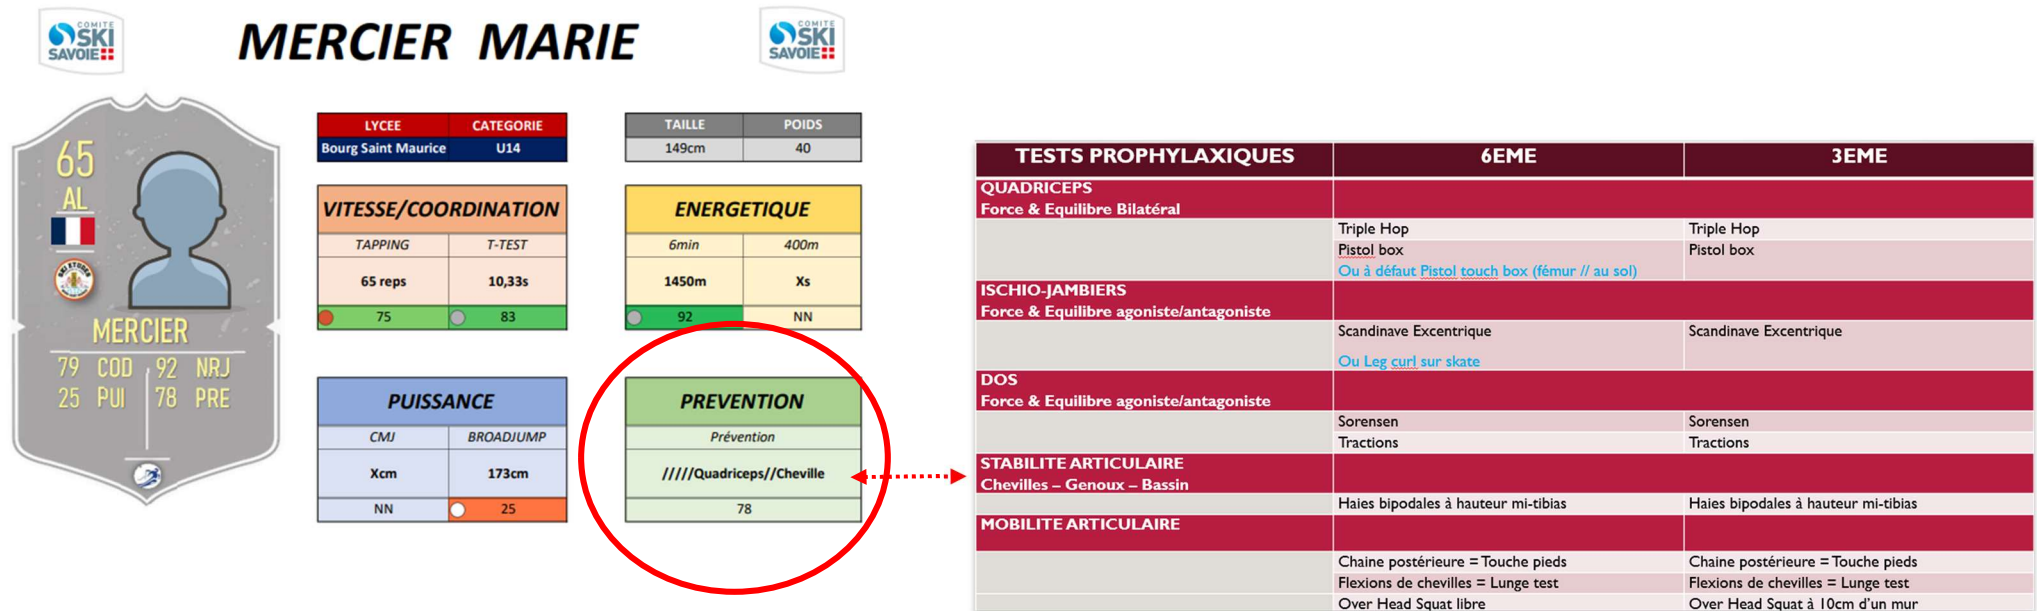 COMITE
SKI
SAVOIE
MERCIER MARIE
COMITE
SKI
SAVOIE
65
AL
SKI ETUDES
MERCIER
79 COD 92 NRJ
25 PUI 78 PRE
LYCEE CATEGORIE
Bourg Saint Maurice U14
TAILLE POIDS
149cm 40
VITESSE/COORDINATION
TAPPING T-TEST
65 reps 10,33s
75 83
ENERGETIQUE
6min 400m
1450m Xs
92 NN
PUISSANCE
CMJ BROADJUMP
Xcm 173cm
NN 25
PREVENTION
Prévention
/////Quadriceps//Cheville
78
TESTS PROPHYLAXIQUES 6EME 3EME
QUADRICEPS
Force & Equilibre Bilatéral
Triple Hop Triple Hop
Pistol box Pistol box
Ou à défaut Pistol touch box (fémur // au sol)
ISCHIO-JAMBIERS
Force & Equilibre agoniste/antagoniste
Scandinave Excentrique Scandinave Excentrique
Ou Leg curl sur skate
DOS
Force & Equilibre agoniste/antagoniste
Sorensen Sorensen
Tractions Tractions
STABILITE ARTICULAIRE
Chevilles – Genoux – Bassin
Haies bipodales à hauteur mi-tibias Haies bipodales à hauteur mi-tibias
MOBILITE ARTICULAIRE
Chaine postérieure = Touche pieds Chaine postérieure = Touche pieds
Flexions de chevilles = Lunge test Flexions de chevilles = Lunge test
Over Head Squat libre Over Head Squat à 10cm d'un mur